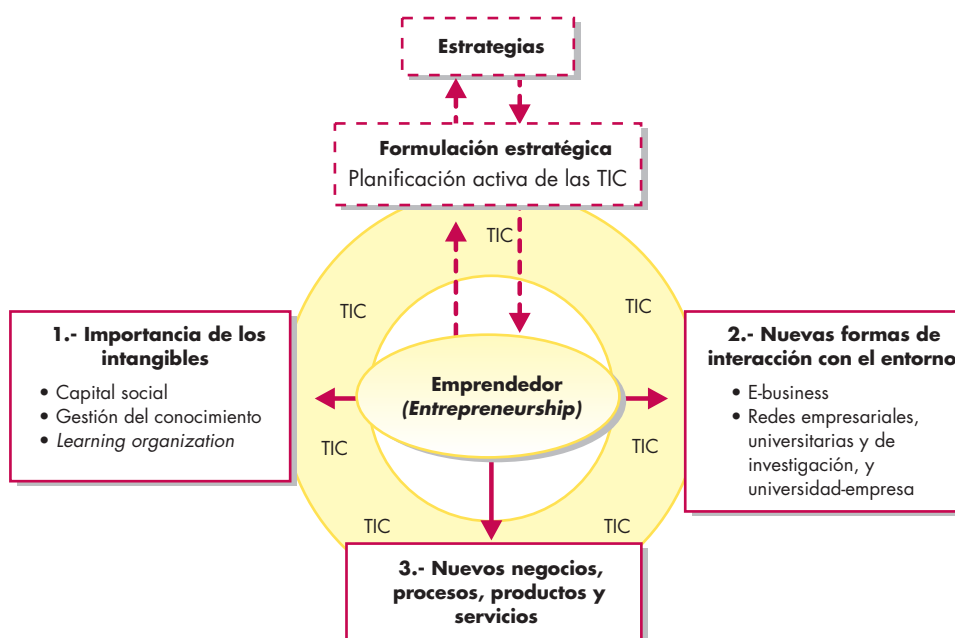 Estrategias
Formulación estratégica
Planificación activa de las TIC
TIC
TIC
TIC
1.- Importancia de los
intangibles
• Capital social
• Gestión del conocimiento
• Learning organization
Emprendedor
(Entrepreneurship)
2.- Nuevas formas de
interacción con el entorno
• E-business
• Redes empresariales,
universitarias y de
investigación, y
universidad-empresa
TIC
TIC
TIC
TIC
3.- Nuevos negocios,
procesos, productos y
servicios